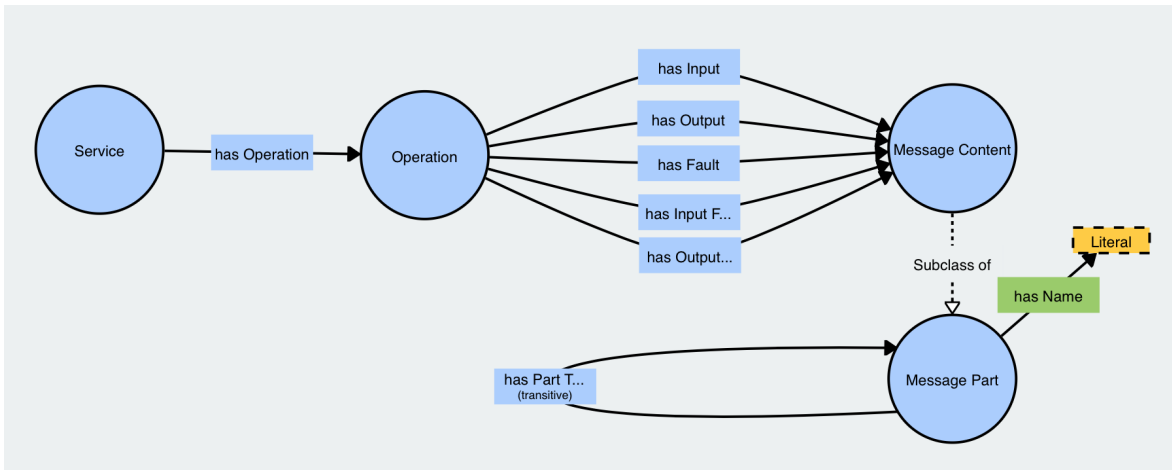 Service
has Operation
Operation
has Input
has Output
has Fault
has Input F...
has Output...
Message Content
Subclass of
Literal
has Name
Message Part
has Part T...
(transitive)